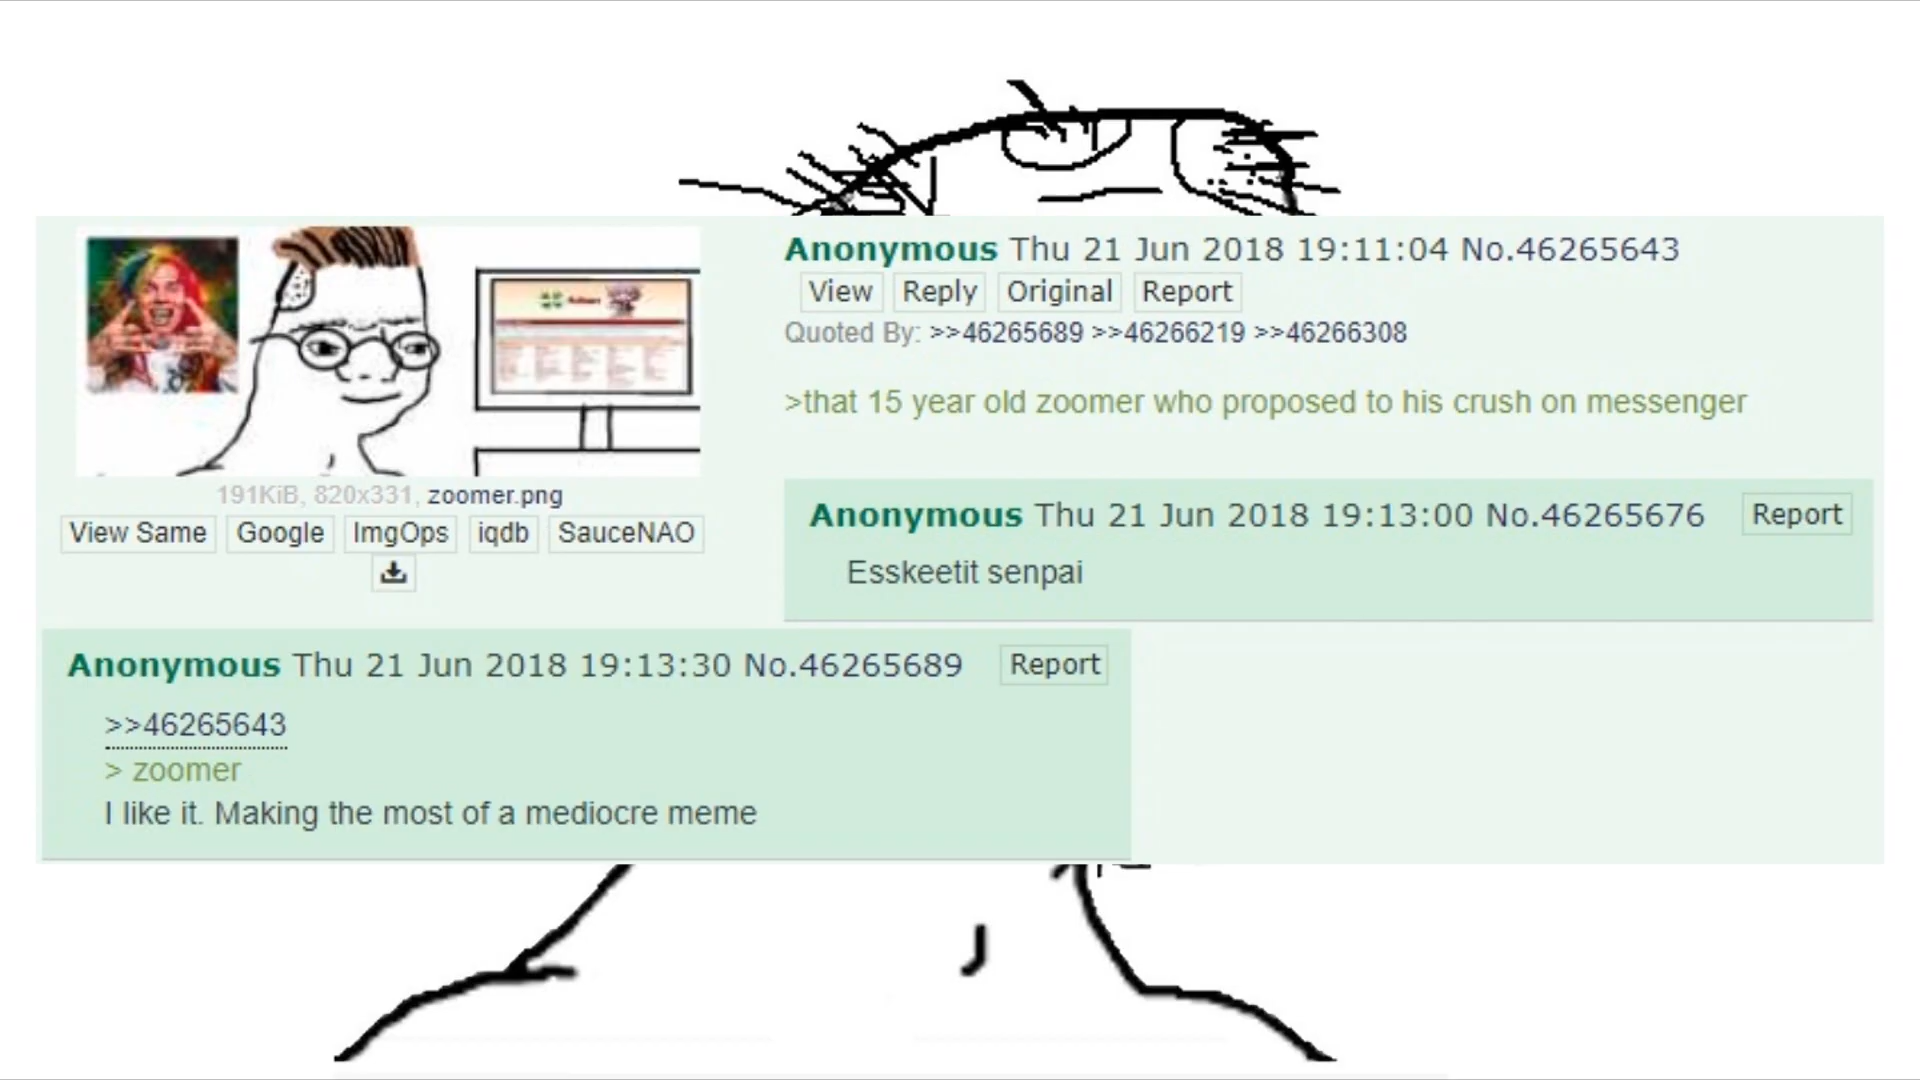 Anonymous Thu 21 Jun 2018 19:11:04 No.46265643
View Reply Original Report
Quoted By: >>46265689 >>46266219 >>46266308
>that 15 year old zoomer who proposed to his crush on messenger
191KiB, 820x331, zoomer.png
View Same Google ImgOps iqdb SauceNAO
Anonymous Thu 21 Jun 2018 19:13:00 No.46265676 Report
Esskeetit senpai
Anonymous Thu 21 Jun 2018 19:13:30 No.46265689 Report
>>46265643
> zoomer
I like it. Making the most of a mediocre meme